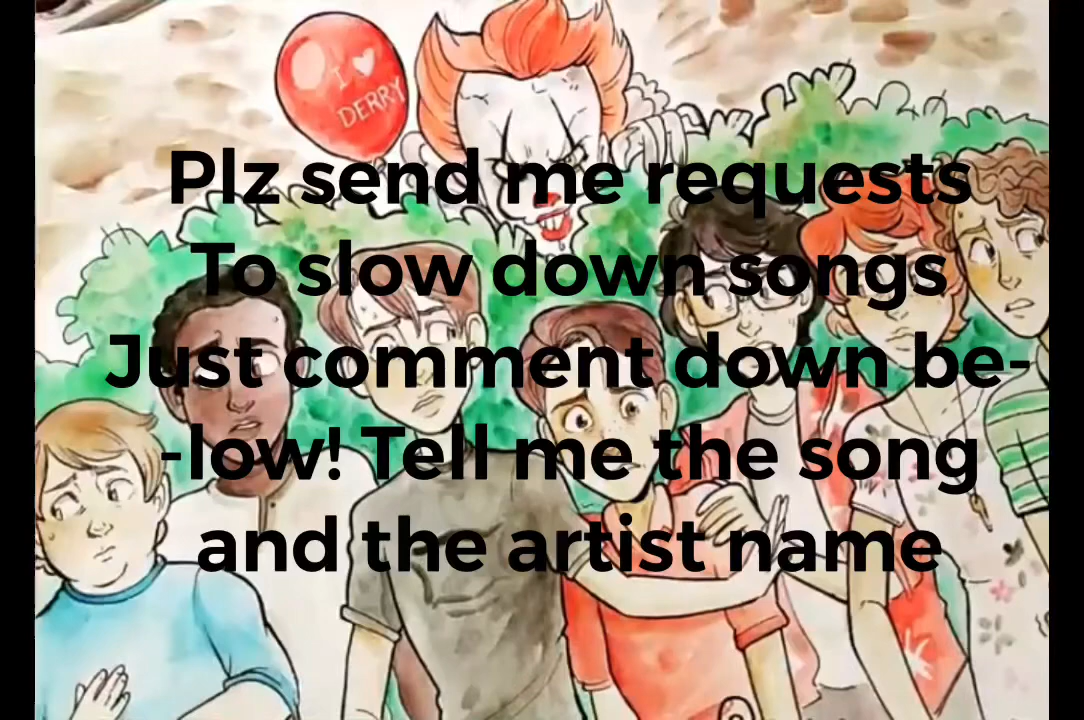 I ♥
DERRY
Plz send me requests
To slow down songs
Just comment down be-
-low! Tell me the song
and the artist name